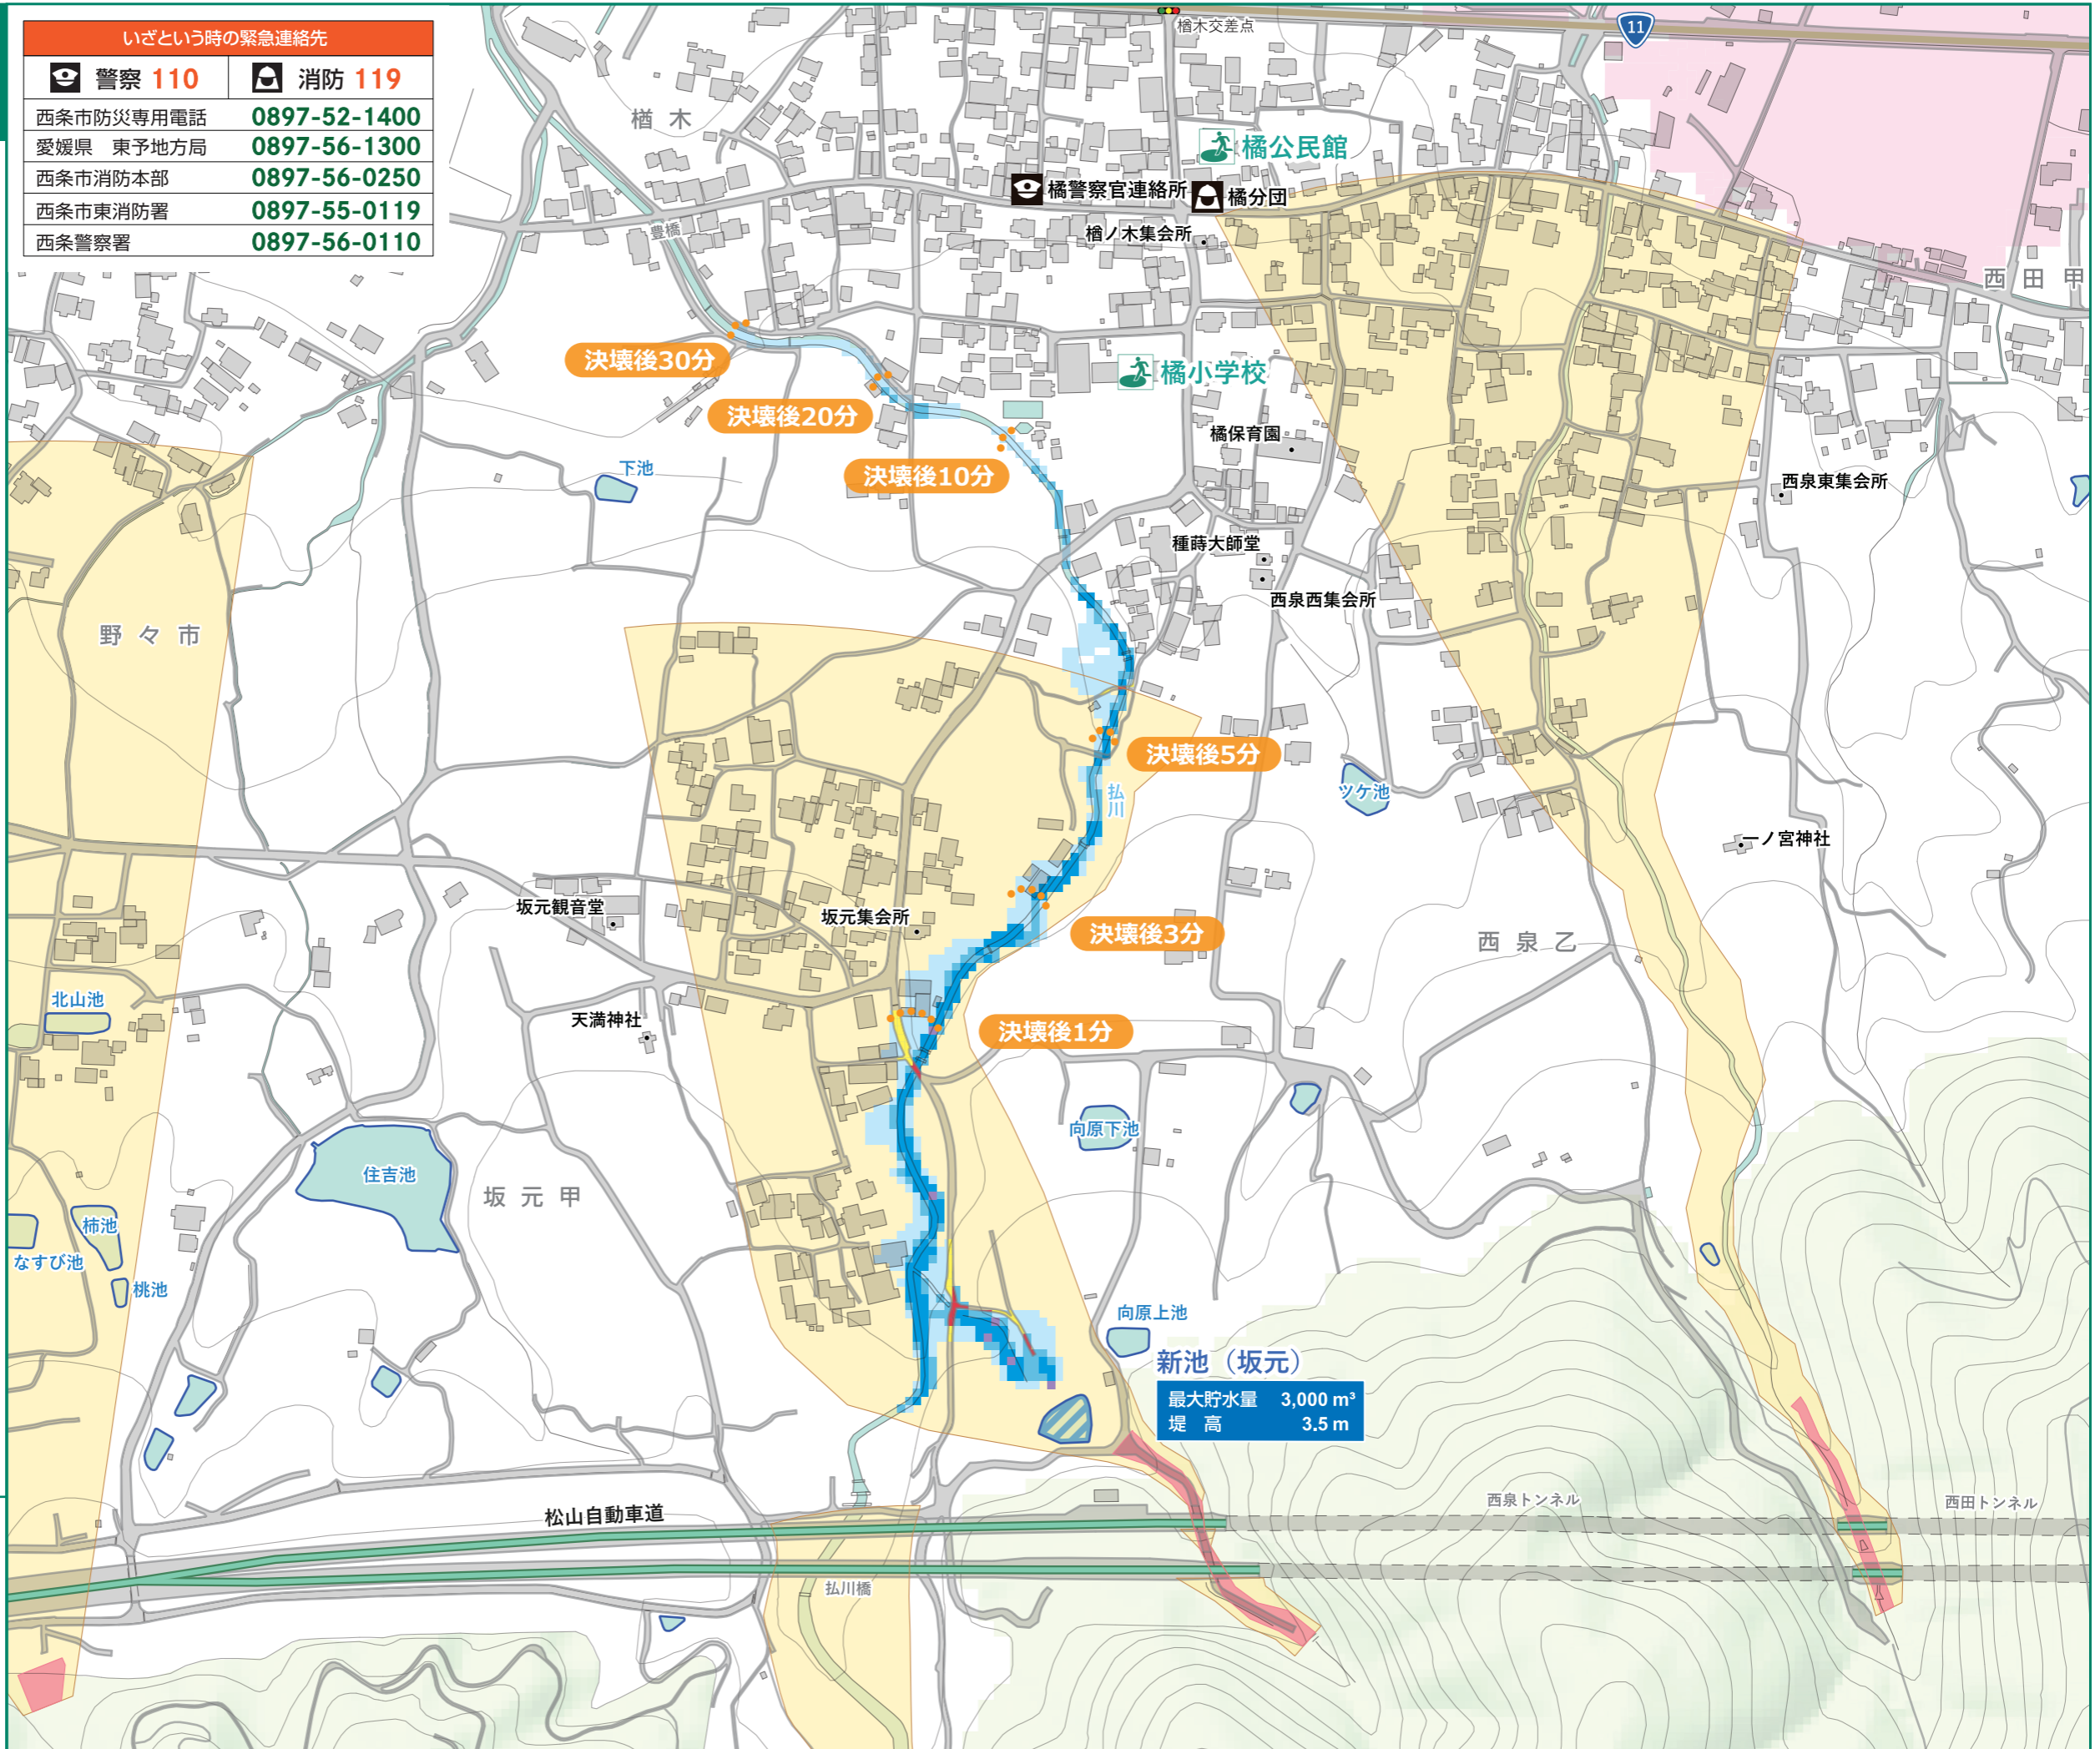 いざという時の緊急連絡先
警察 110
消防 119
西条市防災専用電話 0897-52-1400
愛媛県　東予地方局 0897-56-1300
西条市消防本部 0897-56-0250
西条市東消防署 0897-55-0119
西条警察署 0897-56-0110
楢木交差点
11
楢木
橘公民館
橘警察官連絡所
橘分団
豊橋
楢ノ木集会所
西田甲
決壊後30分
橘小学校
決壊後20分
橘保育園
下池
決壊後10分
西泉東集会所
種蒔大師堂
西泉西集会所
野々市
決壊後5分
払川
ツケ池
一ノ宮神社
坂元観音堂
坂元集会所
決壊後3分
西泉乙
北山池
天満神社
決壊後1分
向原下池
住吉池
坂元甲
柿池
なすび池
桃池
向原上池
新池（坂元）
最大貯水量 3,000 m³
堤　高 3.5 m
西泉トンネル
西田トンネル
松山自動車道
払川橋